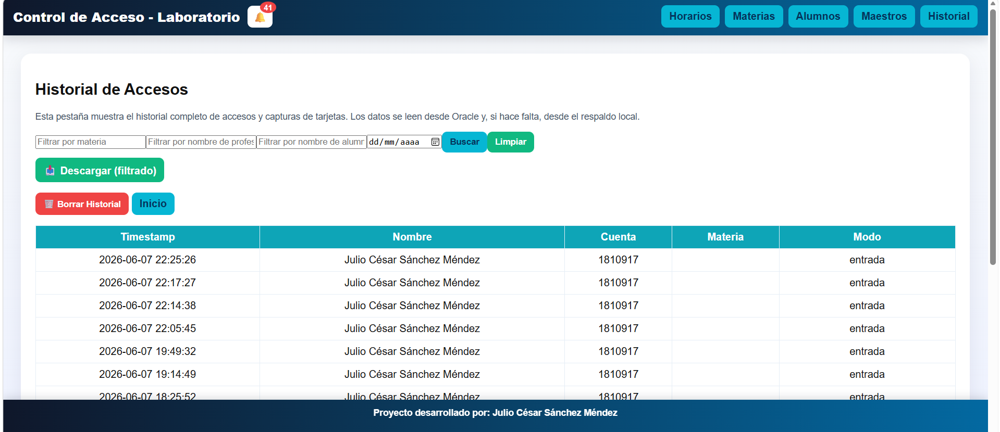 Control de Acceso - Laboratorio 41 Horarios Materias Alumnos Maestros Historial
Historial de Accesos
Esta pestaña muestra el historial completo de accesos y capturas de tarjetas. Los datos se leen desde Oracle y, si hace falta, desde el respaldo local.
Filtrar por materia Filtrar por nombre de profes Filtrar por nombre de alumr dd/mm/aaaa Buscar Limpiar
Descargar (filtrado)
Borrar Historial Inicio
Timestamp Nombre Cuenta Materia Modo
2026-06-07 22:25:26 Julio César Sánchez Méndez 1810917 entrada
2026-06-07 22:17:27 Julio César Sánchez Méndez 1810917 entrada
2026-06-07 22:14:38 Julio César Sánchez Méndez 1810917 entrada
2026-06-07 22:05:45 Julio César Sánchez Méndez 1810917 entrada
2026-06-07 19:49:32 Julio César Sánchez Méndez 1810917 entrada
2026-06-07 19:14:49 Julio César Sánchez Méndez 1810917 entrada
2026-06-07 18:25:52 Julio César Sánchez Méndez 1810917 entrada
Proyecto desarrollado por: Julio César Sánchez Méndez